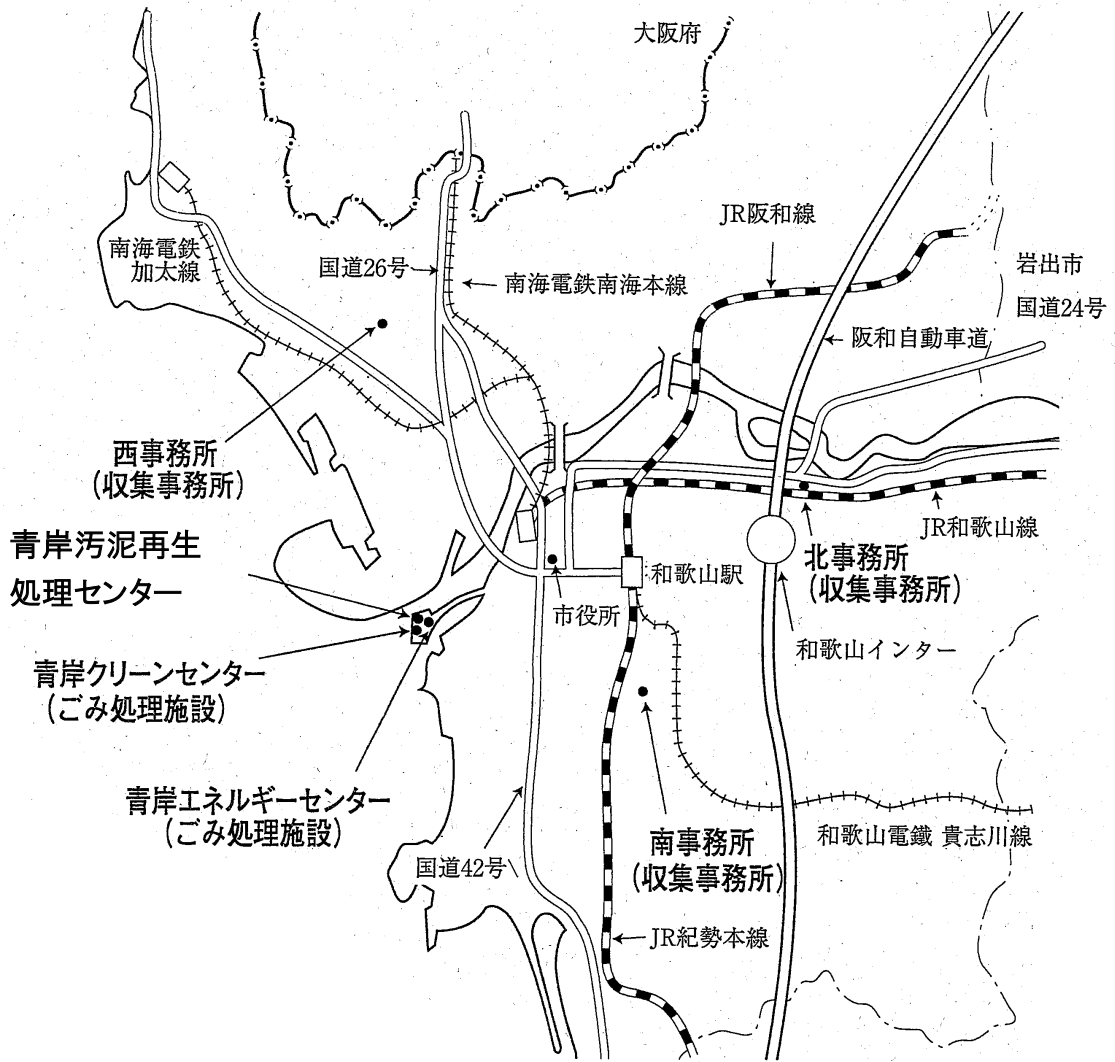 大阪府
JR阪和線
南海電鉄
加太線
国道26号
南海電鉄南海本線
岩出市
国道24号
阪和自動車道
西事務所
(収集事務所)
JR和歌山線
青岸汚泥再生
処理センター
和歌山駅
北事務所
(収集事務所)
市役所
和歌山インター
青岸クリーンセンター
(ごみ処理施設)
青岸エネルギーセンター
(ごみ処理施設)
和歌山電鐵 貴志川線
南事務所
(収集事務所)
国道42号
JR紀勢本線